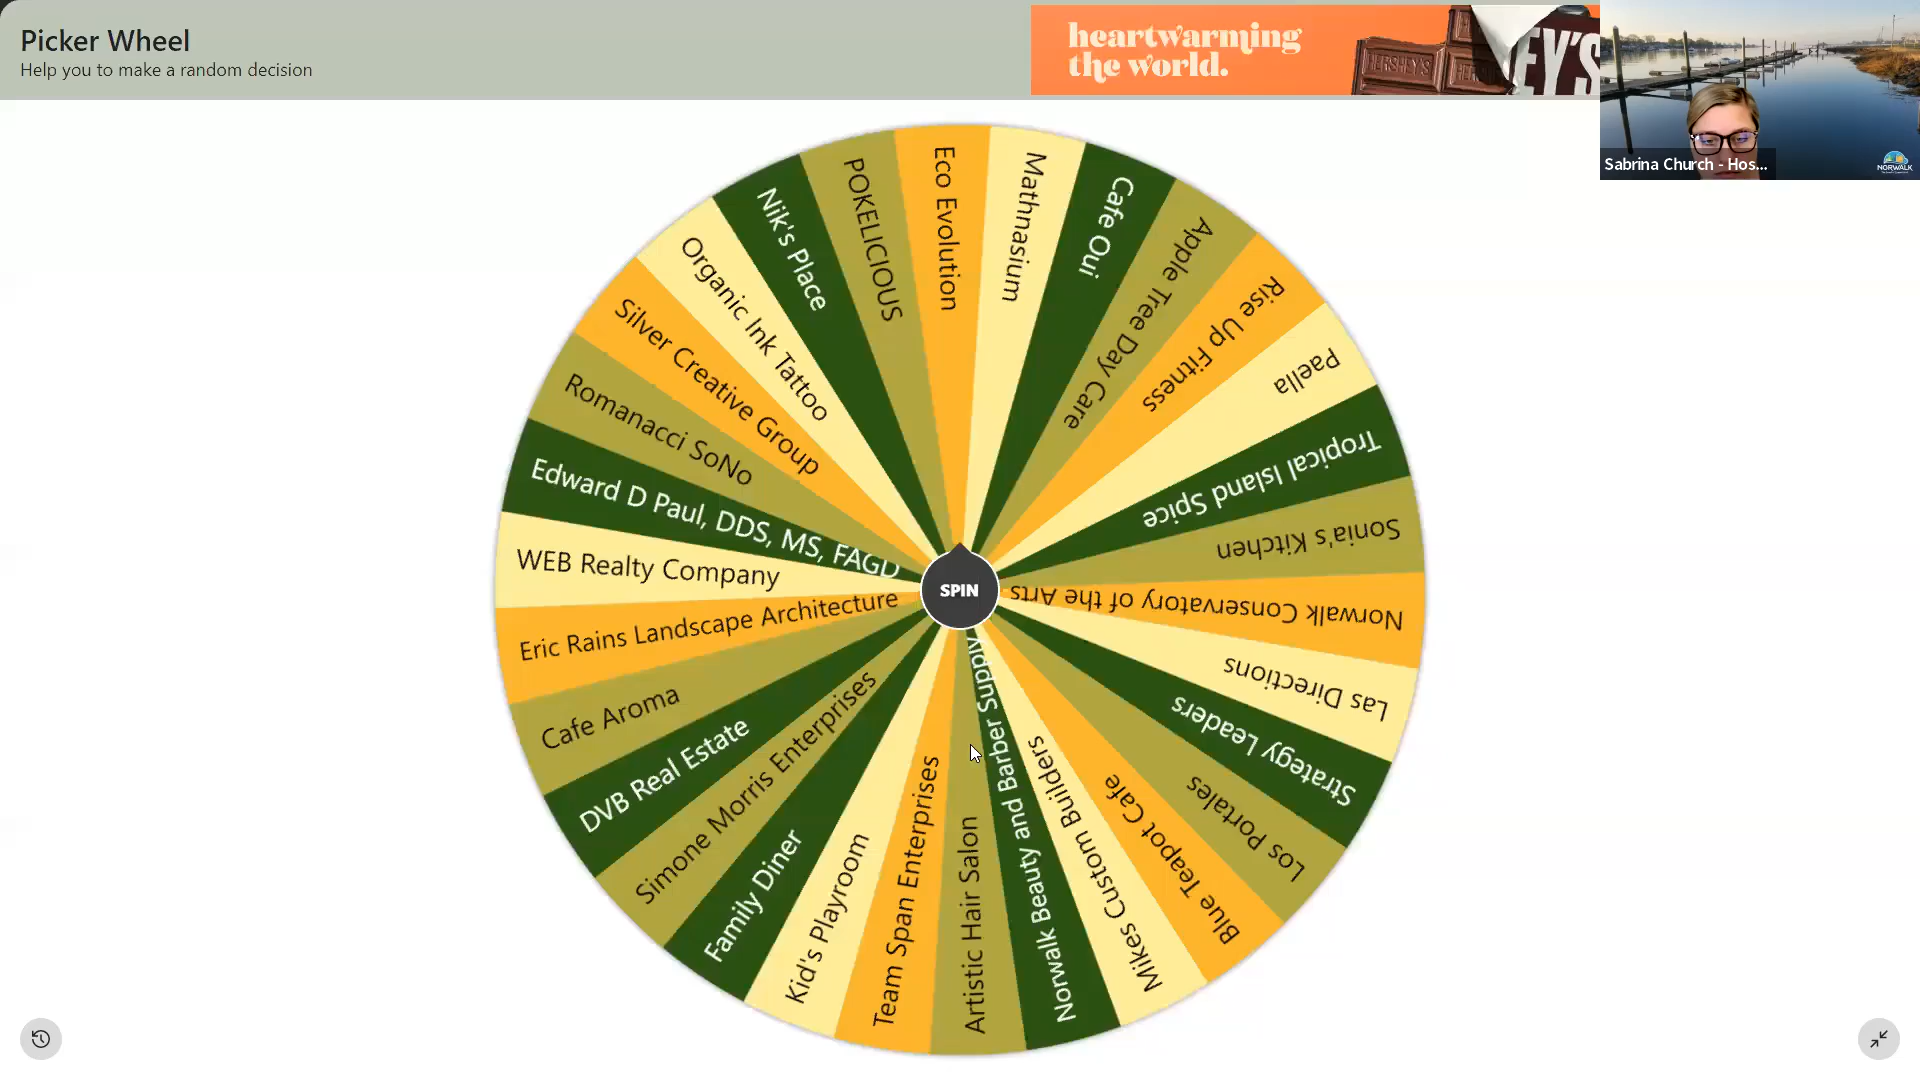 Picker Wheel
Help you to make a random decision
heartwarming
the world.
HERSHEY'S
EY'S
Sabrina Church - Hos...
NORWALK
Eco Evolution
Mathnasium
Cafe Oui
Apple Tree Day Care
Rise Up Fitness
Paella
Tropical Island Spice
Sonia's Kitchen
Norwalk Conservatory of the Arts
Las Directions
Strategy Leaders
Los Portales
Blue Teapot Cafe
Mikes Custom Builders
Norwalk Beauty and Barber Supply
Artistic Hair Salon
Team Span Enterprises
Kid's Playroom
Family Diner
Simone Morris Enterprises
DVB Real Estate
Cafe Aroma
Eric Rains Landscape Architecture
WEB Realty Company
Edward D Paul, DDS, MS, FAGD
Romanacci SoNo
Silver Creative Group
Organic Ink Tattoo
Nik's Place
POKELICIOUS
SPIN